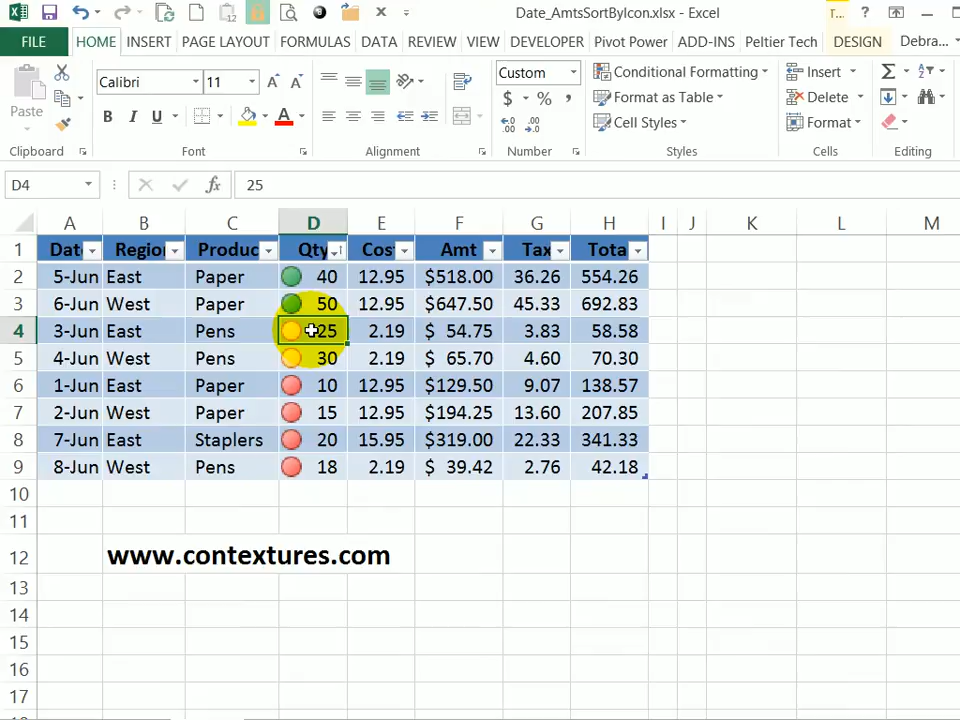 Date_AmtsSortByIcon.xlsx - Excel
FILE HOME INSERT PAGE LAYOUT FORMULAS DATA REVIEW VIEW DEVELOPER Pivot Power ADD-INS Peltier Tech DESIGN Debra...
Calibri 11 Custom Conditional Formatting Insert
Paste B I U A $ % , Format as Table Delete
Cell Styles Format
Clipboard Font Alignment Number Styles Cells Editing
D4 fx 25
A B C D E F G H I J K L M
1 Date Regio Produc Qty Cos Amt Tax Tota
2 5-Jun East Paper 40 12.95 $518.00 36.26 554.26
3 6-Jun West Paper 50 12.95 $647.50 45.33 692.83
4 3-Jun East Pens 25 2.19 $ 54.75 3.83 58.58
5 4-Jun West Pens 30 2.19 $ 65.70 4.60 70.30
6 1-Jun East Paper 10 12.95 $129.50 9.07 138.57
7 2-Jun West Paper 15 12.95 $194.25 13.60 207.85
8 7-Jun East Staplers 20 15.95 $319.00 22.33 341.33
9 8-Jun West Pens 18 2.19 $ 39.42 2.76 42.18
10
11
12 www.contextures.com
13
14
15
16
17